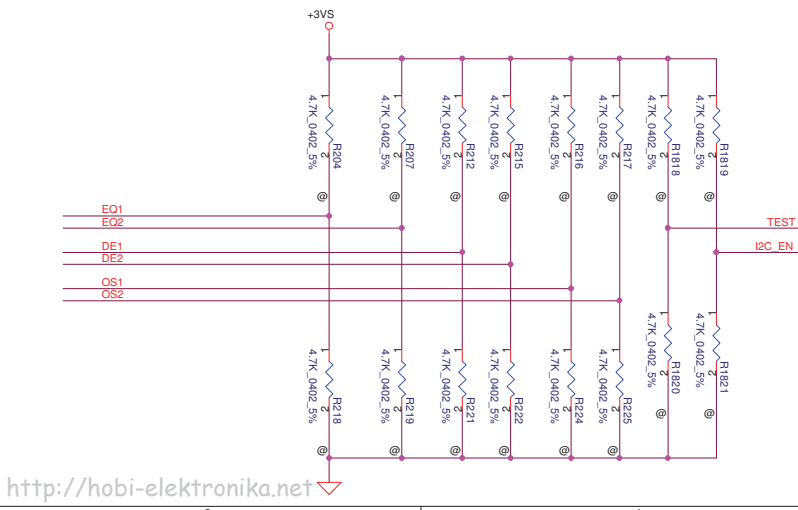 +3VS
1 4.7K_0402_5% 2 R204
1 4.7K_0402_5% 2 R207
1 4.7K_0402_5% 2 R212
1 4.7K_0402_5% 2 R215
1 4.7K_0402_5% 2 R216
1 4.7K_0402_5% 2 R217
1 4.7K_0402_5% 2 R1818
1 4.7K_0402_5% 2 R1819
@ @ @ @ @ @ @ @
EQ1
EQ2
DE1
DE2
OS1
OS2
TEST
I2C_EN
1 4.7K_0402_5% 2 R218
1 4.7K_0402_5% 2 R219
1 4.7K_0402_5% 2 R221
1 4.7K_0402_5% 2 R222
1 4.7K_0402_5% 2 R224
1 4.7K_0402_5% 2 R225
1 4.7K_0402_5% 2 R1820
1 4.7K_0402_5% 2 R1821
@ @ @ @ @ @ @ @
http://hobi-elektronika.net